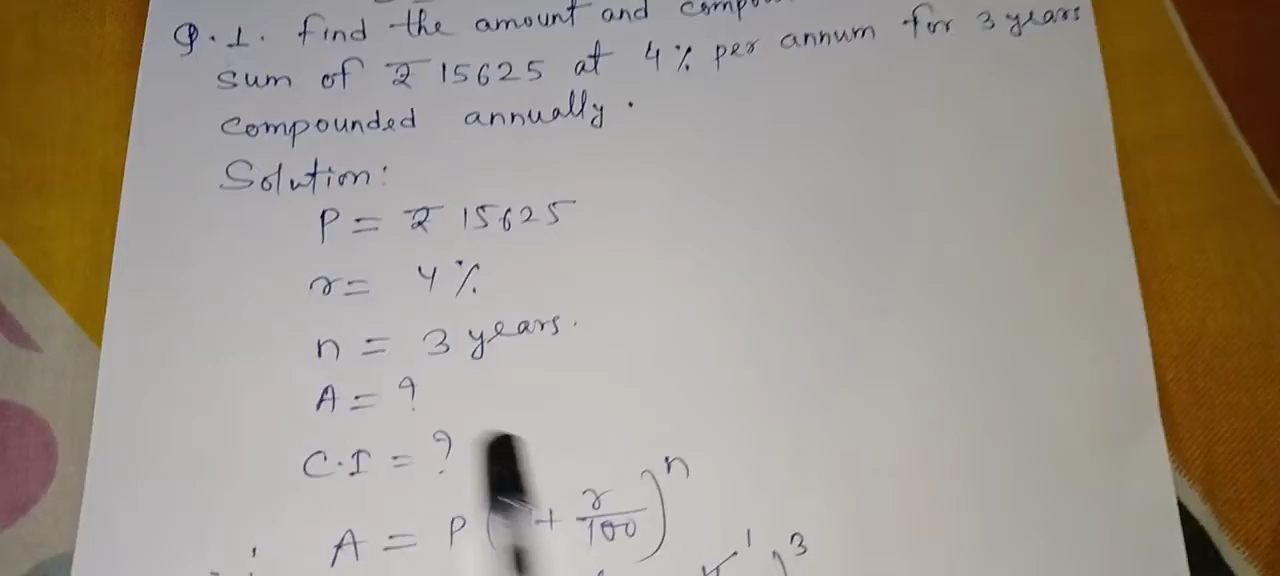 Q.1. find the amount and
sum of ₹ 15625 at 4% per annum for 3 years
compounded annually.
Solution:
P = ₹ 15625
r = 4%
n = 3 years.
A = ?
C.I = ?
A = P ( + r/100)^n